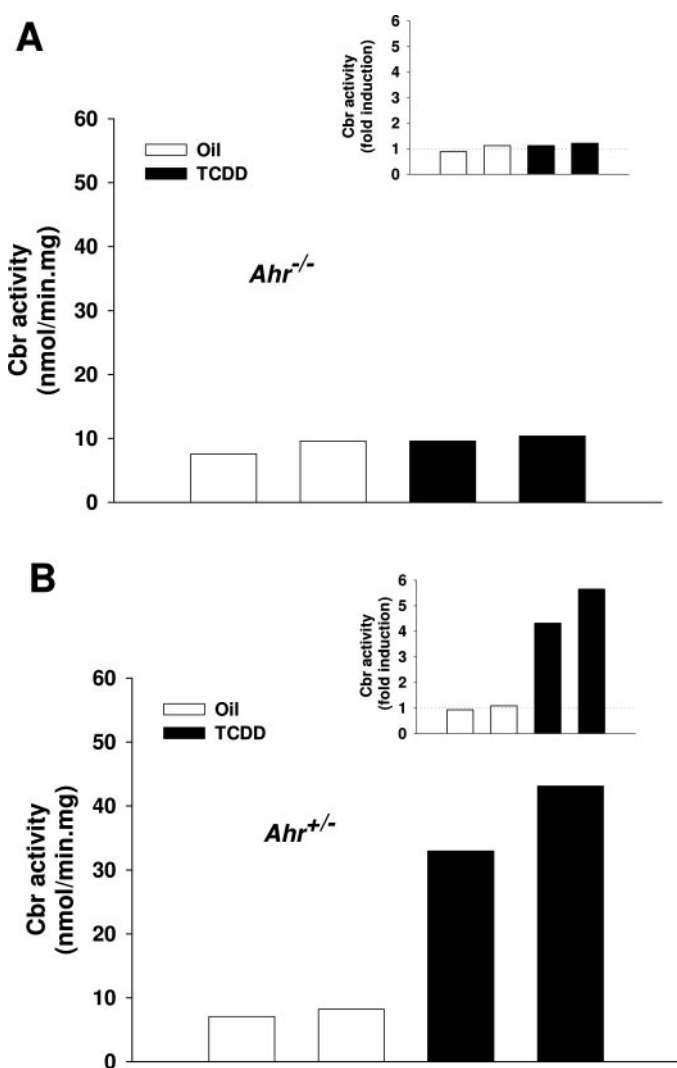 A
Cbr activity
(fold induction)
6
5
4
3
2
1
0
Cbr activity
(nmol/min.mg)
60
50
40
30
20
10
0
Oil
TCDD
Ahr-/-
B
Cbr activity
(fold induction)
6
5
4
3
2
1
0
Cbr activity
(nmol/min.mg)
60
50
40
30
20
10
0
Oil
TCDD
Ahr+/-